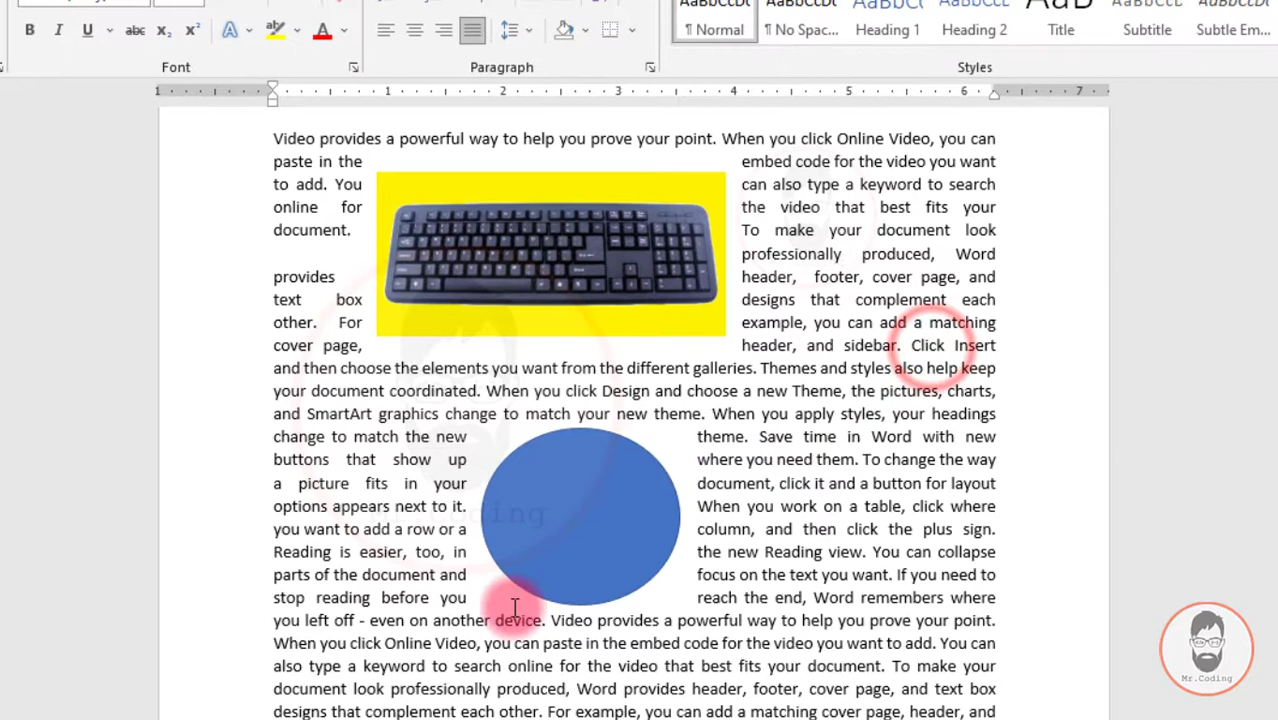 B I U abc X₂ X² A ab A
Font Paragraph Styles
AaBbCcDc AaBbCcDc AaBbCc AaBbCcD AaB AaBbCcD AaBbCcDd
¶ Normal ¶ No Spac... Heading 1 Heading 2 Title Subtitle Subtle Em...
1 1 2 3 4 5 6 7
Video provides a powerful way to help you prove your point. When you click Online Video, you can
paste in the embed code for the video you want
to add. You can also type a keyword to search
online for the video that best fits your
document. To make your document look
professionally produced, Word
provides header, footer, cover page, and
text box designs that complement each
other. For example, you can add a matching
cover page, header, and sidebar. Click Insert
and then choose the elements you want from the different galleries. Themes and styles also help keep
your document coordinated. When you click Design and choose a new Theme, the pictures, charts,
and SmartArt graphics change to match your new theme. When you apply styles, your headings
change to match the new theme. Save time in Word with new
buttons that show up where you need them. To change the way
a picture fits in your document, click it and a button for layout
options appears next to it. When you work on a table, click where
you want to add a row or a column, and then click the plus sign.
Reading is easier, too, in the new Reading view. You can collapse
parts of the document and focus on the text you want. If you need to
stop reading before you reach the end, Word remembers where
you left off - even on another device. Video provides a powerful way to help you prove your point.
When you click Online Video, you can paste in the embed code for the video you want to add. You can
also type a keyword to search online for the video that best fits your document. To make your
document look professionally produced, Word provides header, footer, cover page, and text box
designs that complement each other. For example, you can add a matching cover page, header, and
Mr.Coding
Mr.Coding